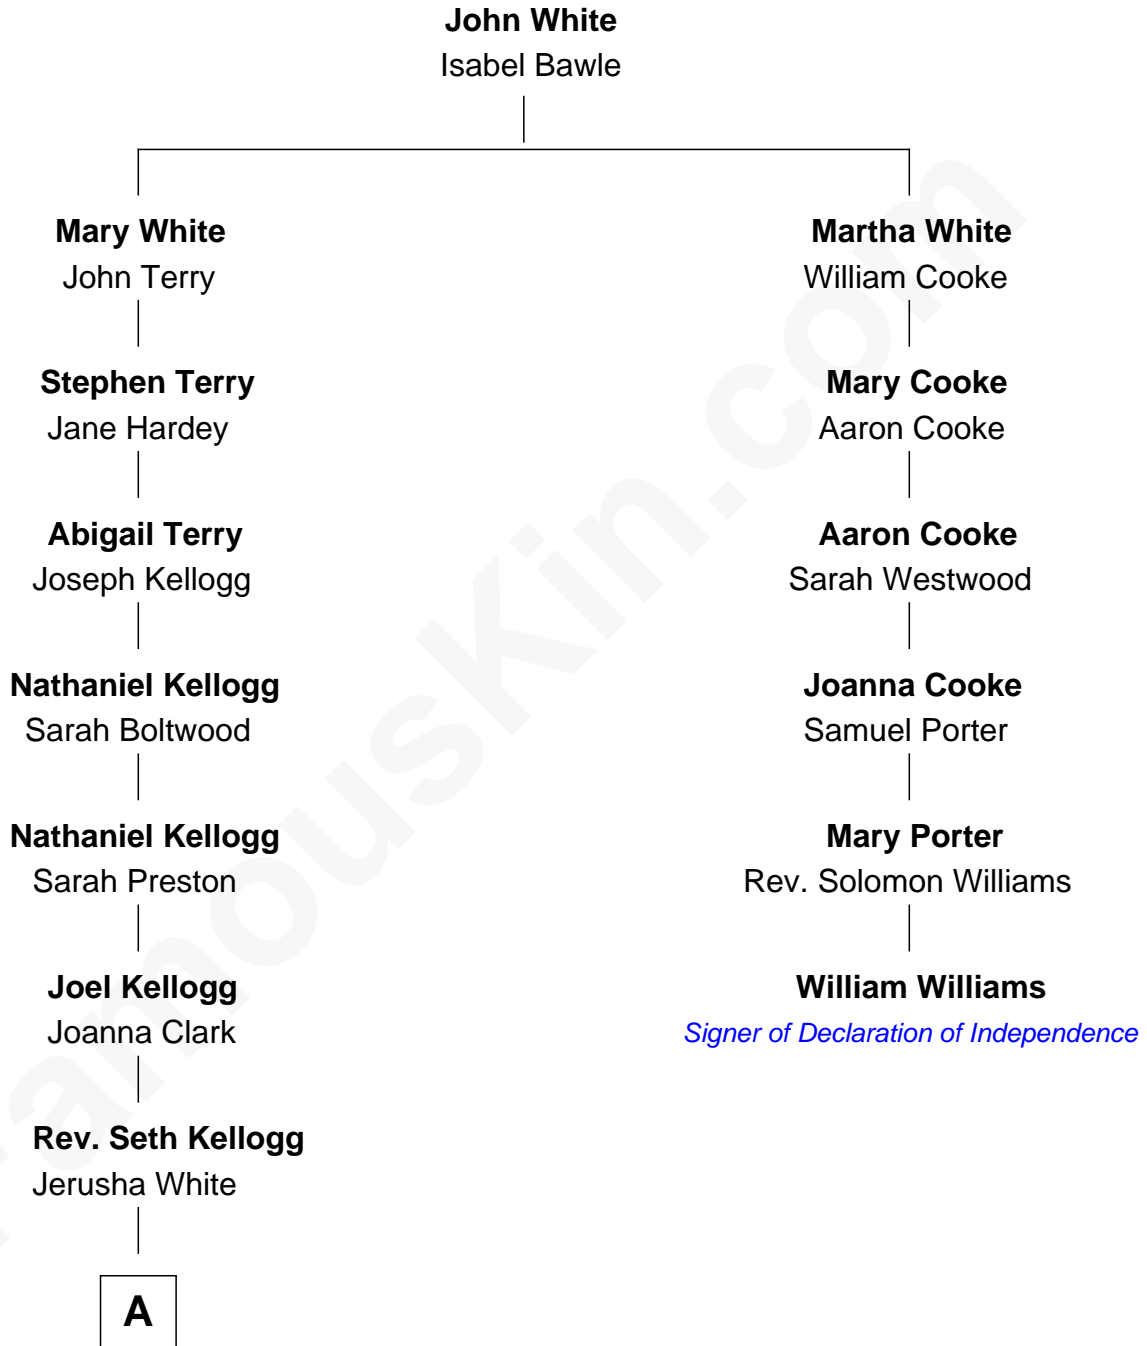 John White
Isabel Bawle
Mary White
John Terry
Martha White
William Cooke
Stephen Terry
Jane Hardey
Mary Cooke
Aaron Cooke
Abigail Terry
Joseph Kellogg
Aaron Cooke
Sarah Westwood
Nathaniel Kellogg
Sarah Boltwood
Joanna Cooke
Samuel Porter
Nathaniel Kellogg
Sarah Preston
Mary Porter
Rev. Solomon Williams
Joel Kellogg
Joanna Clark
William Williams
Signer of Declaration of Independence
Rev. Seth Kellogg
Jerusha White
A
FamousKin.com